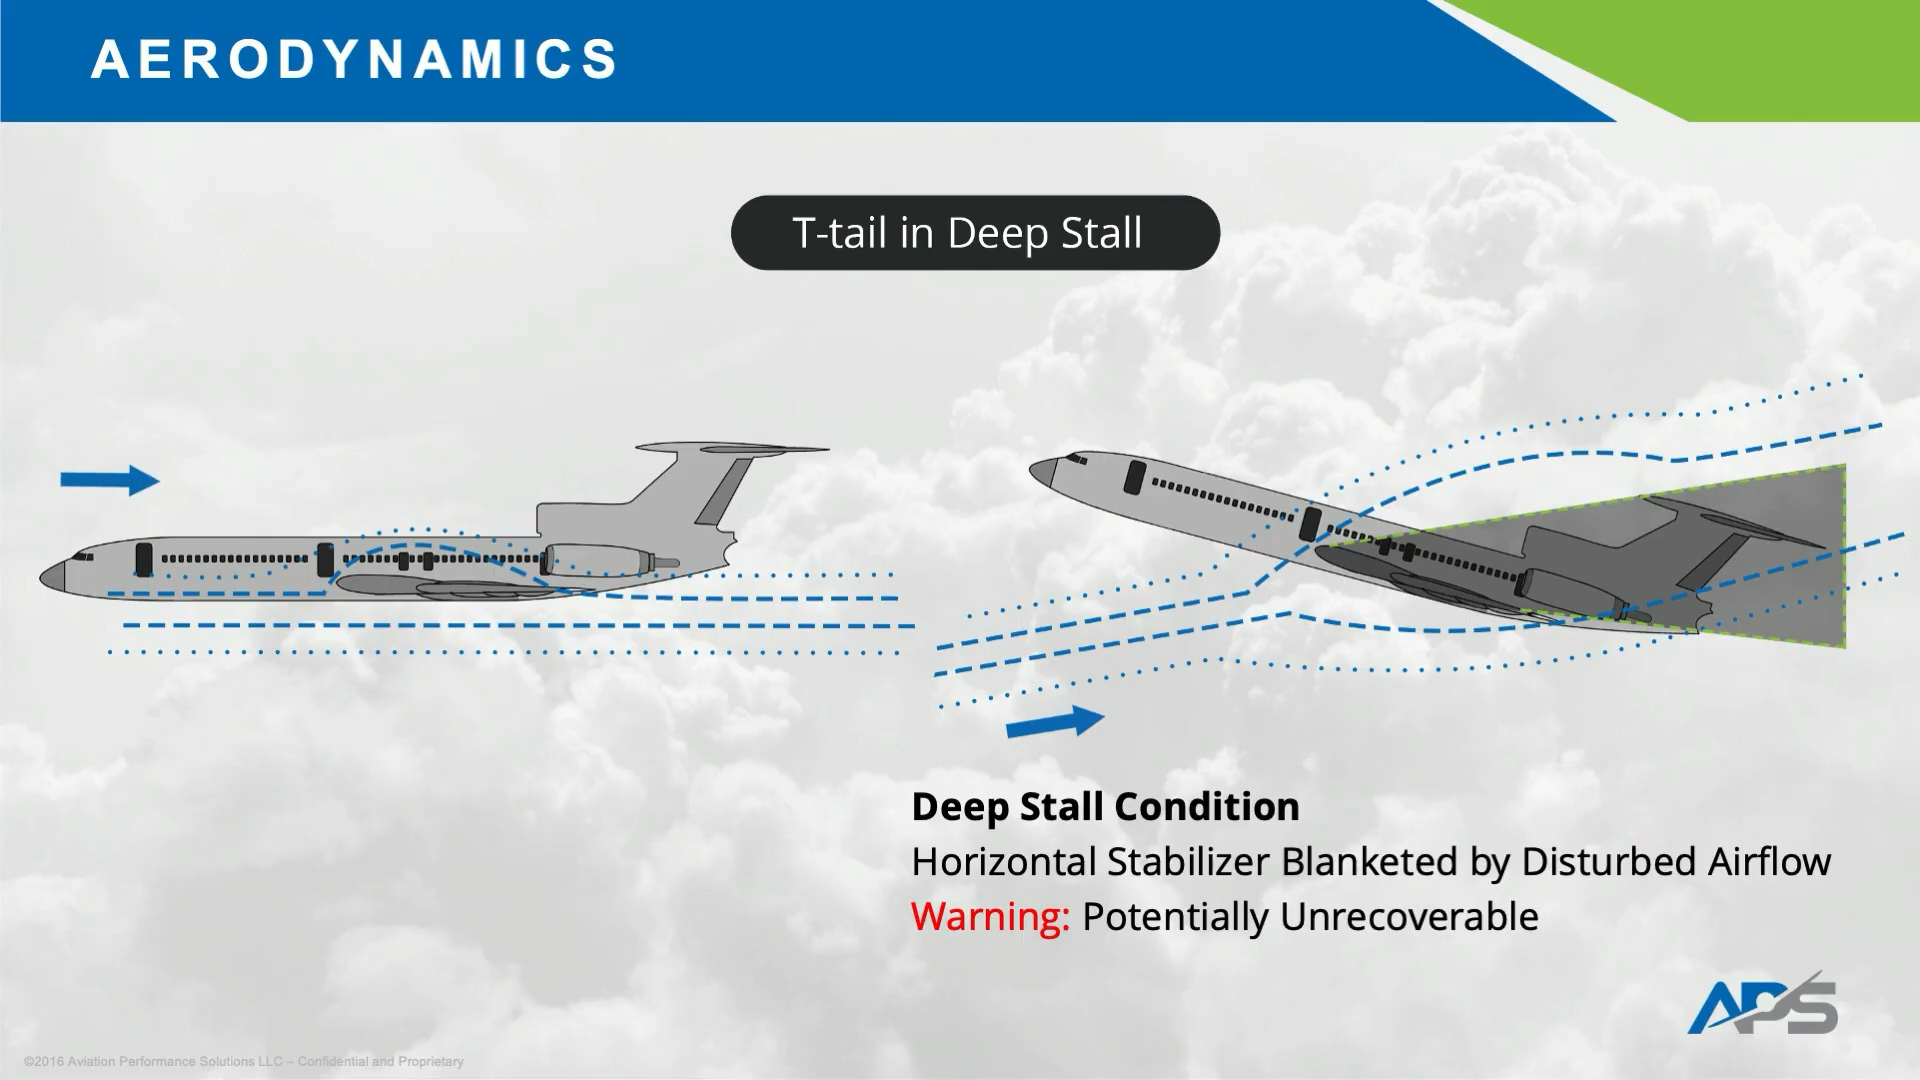 AERODYNAMICS
T-tail in Deep Stall
Deep Stall Condition
Horizontal Stabilizer Blanketed by Disturbed Airflow
Warning: Potentially Unrecoverable
APS
©2016 Aviation Performance Solutions LLC – Confidential and Proprietary